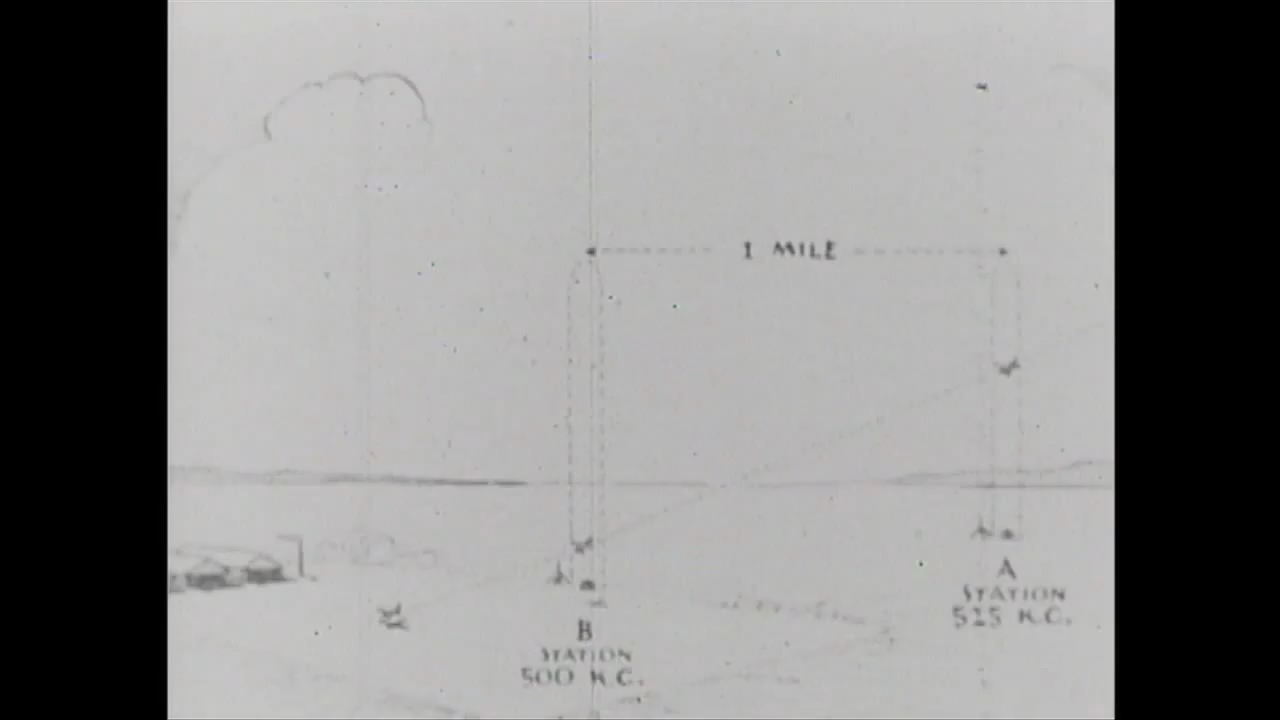 1 MILE
A
STATION
525 K.C.
B
STATION
500 K.C.